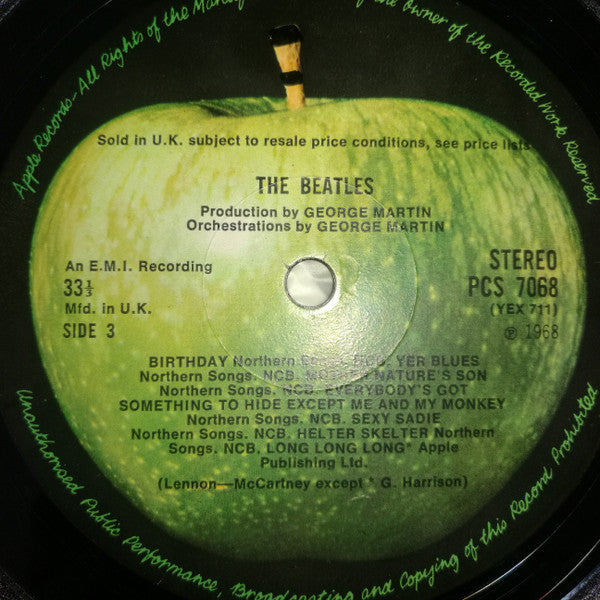 Apple Records-All Rights of the Manuf of the Owner of the Recorded Work Reserved
Sold in U.K. subject to resale price conditions, see price lists
THE BEATLES
Production by GEORGE MARTIN
Orchestrations by GEORGE MARTIN
An E.M.I. Recording
STEREO
33⅓
PCS 7068
Mfd. in U.K.
(YEX 711)
SIDE 3
℗ 1968
BIRTHDAY Northern Songs. NCB. YER BLUES
Northern Songs. NCB. MOTHER NATURE'S SON
Northern Songs. NCB. EVERYBODY'S GOT
SOMETHING TO HIDE EXCEPT ME AND MY MONKEY
Northern Songs. NCB. SEXY SADIE
Northern Songs. NCB. HELTER SKELTER Northern
Songs. NCB, LONG LONG LONG* Apple
Publishing Ltd.
(Lennon—McCartney except * G. Harrison)
Unauthorised Public Performance, Broadcasting and Copying of this Record Prohibited